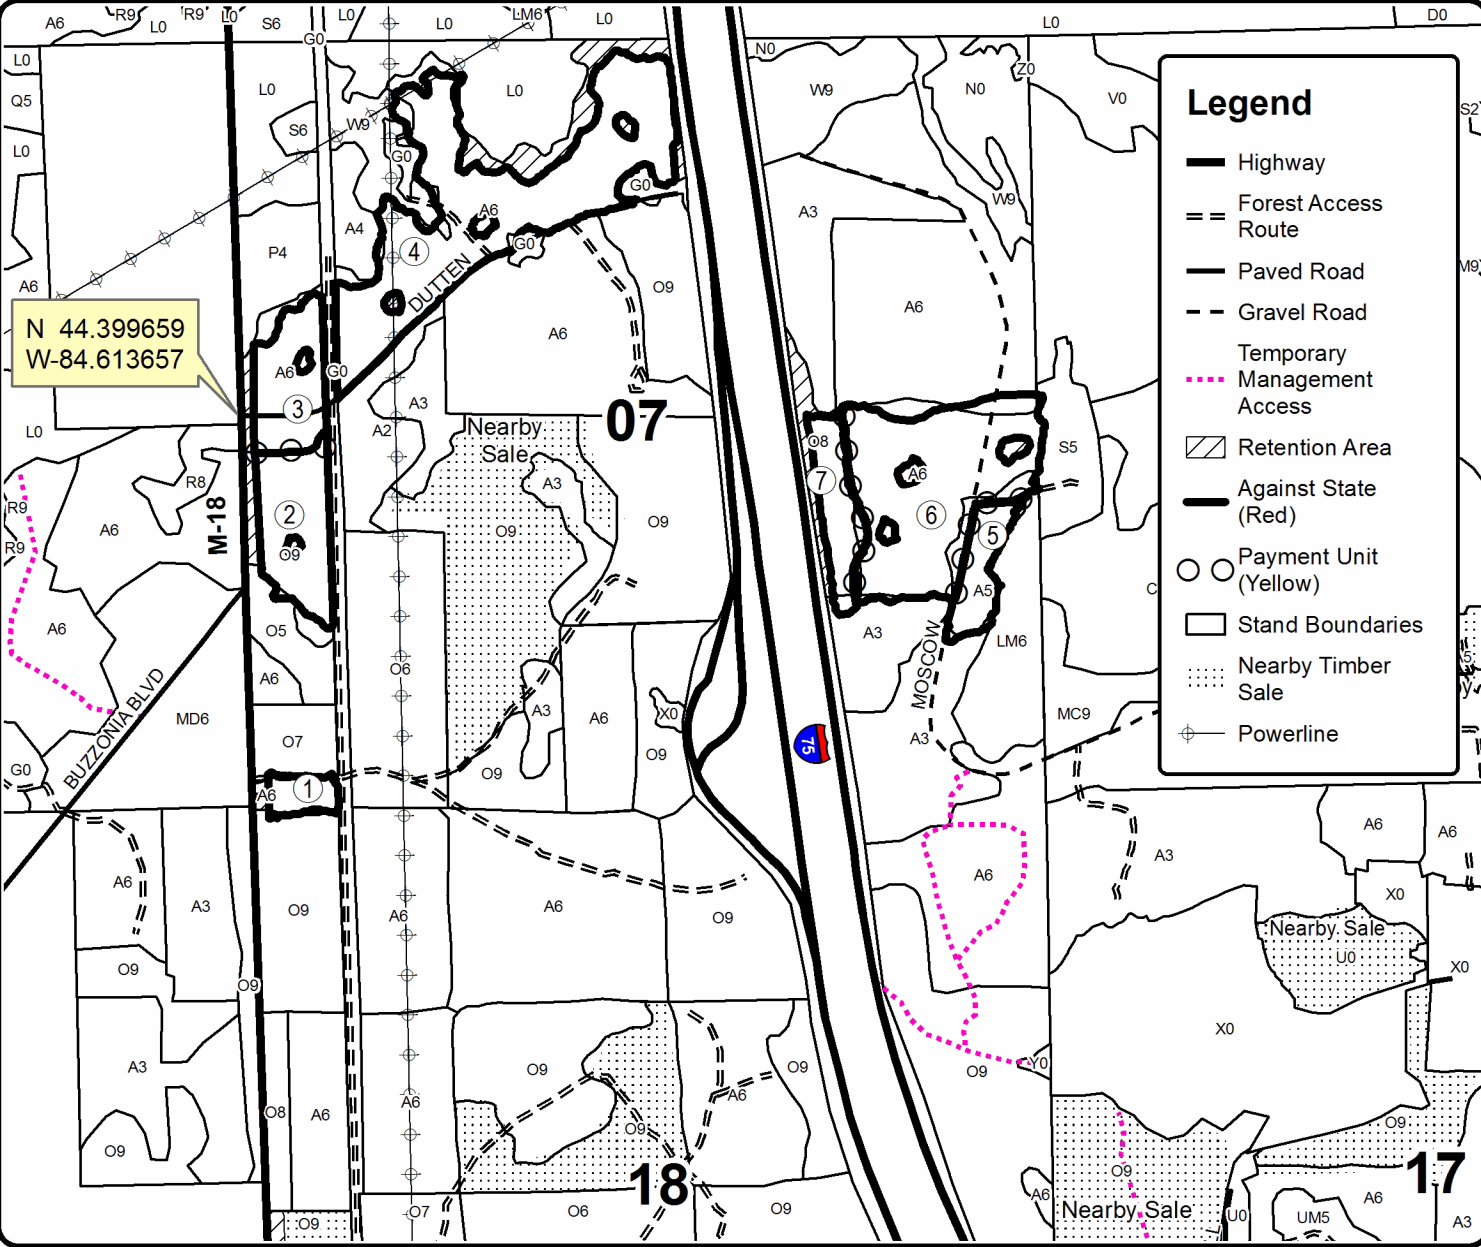 A6
R9
L0
R9
L0
S6
L0
L0
LM6
L0
L0
D0
G0
L0
Q5
L0
L0
S6
W9
L0
N0
W9
Z0
N0
V0
S2
G0
G0
W9
A3
A6
G0
A4
P4
4
DUTTEN
O9
A6
M9
A6
A6
N 44.399659
W-84.613657
A6
G0
3
A3
A2
07
Nearby
Sale
L0
O8
S5
A6
7
R8
A3
R9
M-18
2
O9
O9
A6
6
5
R9
O9
A5
C
A6
O5
A3
MOSCOW
LM6
O6
A6
BUZZONIA BLVD
MD6
A3
A6
X0
MC9
O7
O9
75
A3
G0
O9
A6
1
A6
A3
A6
A6
A3
A6
X0
A3
O9
A6
A6
O9
Nearby Sale
U0
X0
O9
O9
X0
A3
O9
O9
O9
Y0
O8
A6
A6
A6
O9
O9
O9
O9
18
17
A6
A6
Nearby Sale
O9
O7
O6
O9
U0
UM5
A3
Legend
Highway
Forest Access
Route
Paved Road
Gravel Road
Temporary
Management
Access
Retention Area
Against State
(Red)
Payment Unit
(Yellow)
Stand Boundaries
Nearby Timber
Sale
Powerline